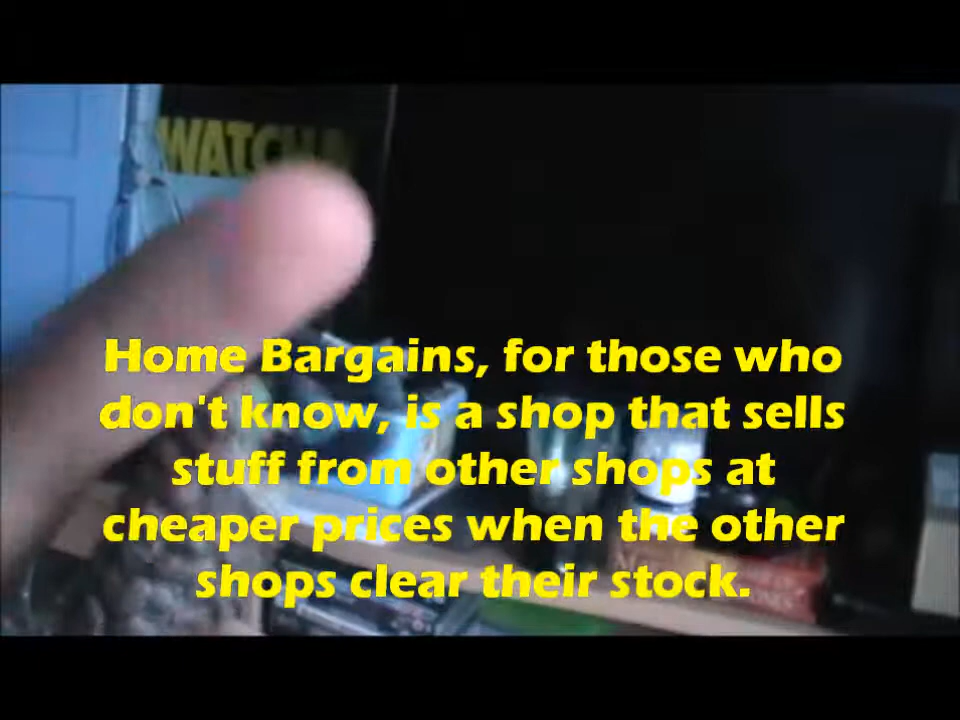 WATCH
Home Bargains, for those who
don't know, is a shop that sells
stuff from other shops at
cheaper prices when the other
shops clear their stock.